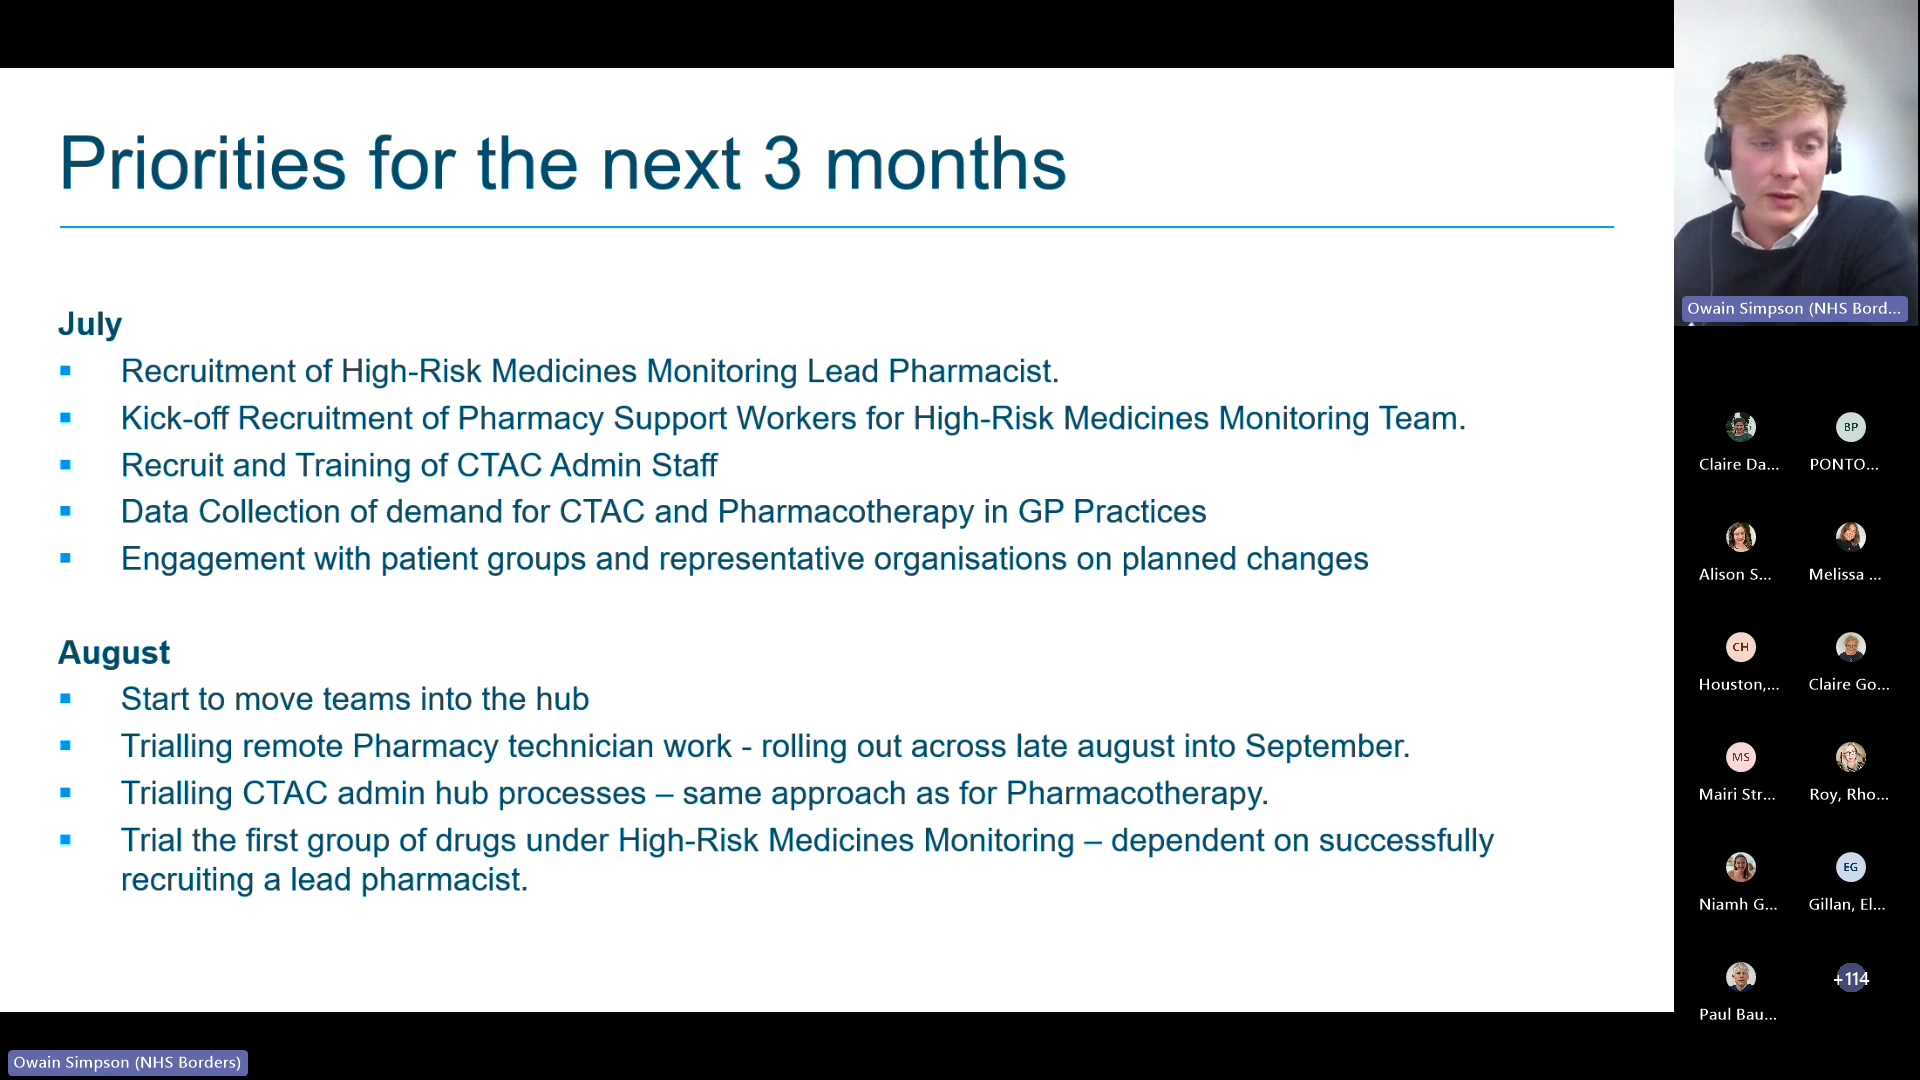 Priorities for the next 3 months
July
▪ Recruitment of High-Risk Medicines Monitoring Lead Pharmacist.
▪ Kick-off Recruitment of Pharmacy Support Workers for High-Risk Medicines Monitoring Team.
▪ Recruit and Training of CTAC Admin Staff
▪ Data Collection of demand for CTAC and Pharmacotherapy in GP Practices
▪ Engagement with patient groups and representative organisations on planned changes
August
▪ Start to move teams into the hub
▪ Trialling remote Pharmacy technician work - rolling out across late august into September.
▪ Trialling CTAC admin hub processes – same approach as for Pharmacotherapy.
▪ Trial the first group of drugs under High-Risk Medicines Monitoring – dependent on successfully
recruiting a lead pharmacist.
Owain Simpson (NHS Borders)
Owain Simpson (NHS Bord...
BP
Claire Da...
PONTO...
Alison S...
Melissa ...
CH
Houston,...
Claire Go...
MS
Mairi Str...
Roy, Rho...
EG
Niamh G...
Gillan, El...
+114
Paul Bau...